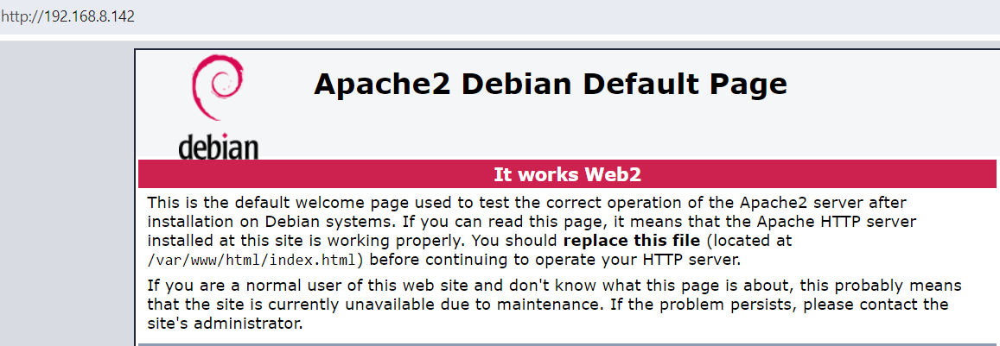 http://192.168.8.142
debian
Apache2 Debian Default Page
It works Web2
This is the default welcome page used to test the correct operation of the Apache2 server after
installation on Debian systems. If you can read this page, it means that the Apache HTTP server
installed at this site is working properly. You should replace this file (located at
/var/www/html/index.html) before continuing to operate your HTTP server.
If you are a normal user of this web site and don't know what this page is about, this probably means
that the site is currently unavailable due to maintenance. If the problem persists, please contact the
site's administrator.